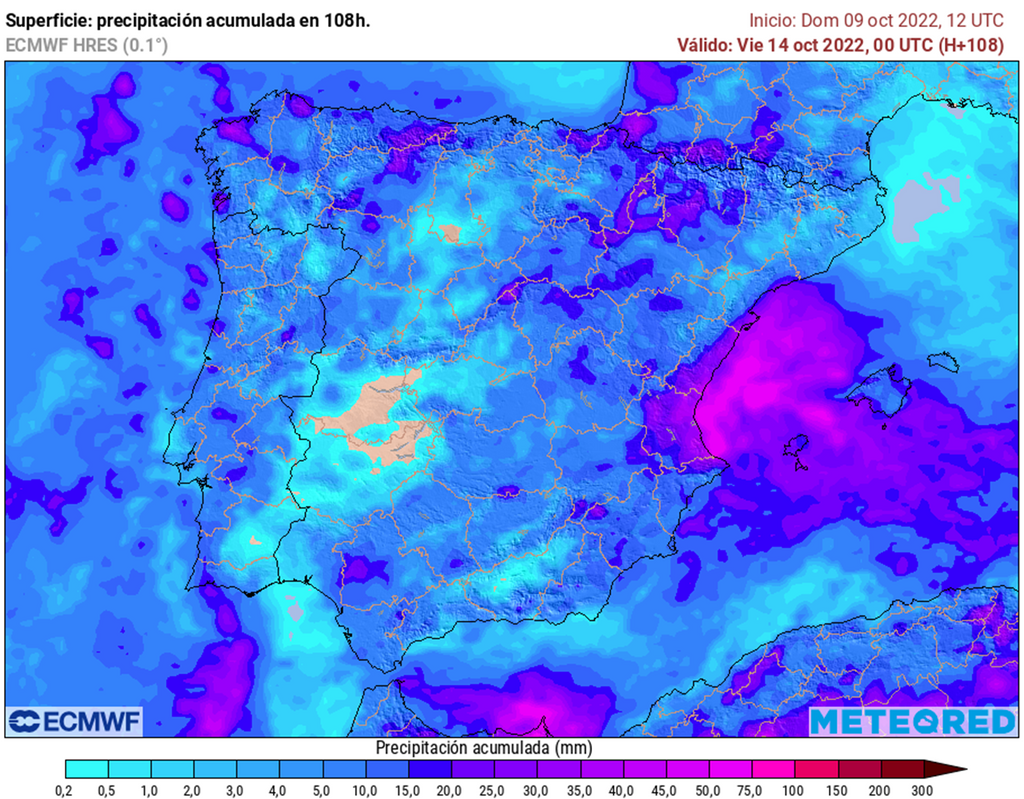 Superficie: precipitación acumulada en 108h.
Inicio: Dom 09 oct 2022, 12 UTC
ECMWF HRES (0.1°)
Válido: Vie 14 oct 2022, 00 UTC (H+108)
ECMWF
METEORED
Precipitación acumulada (mm)
0,2 0,5 1,0 2,0 3,0 4,0 5,0 10,0 15,0 20,0 25,0 30,0 35,0 40,0 45,0 50,0 75,0 100 150 200 300